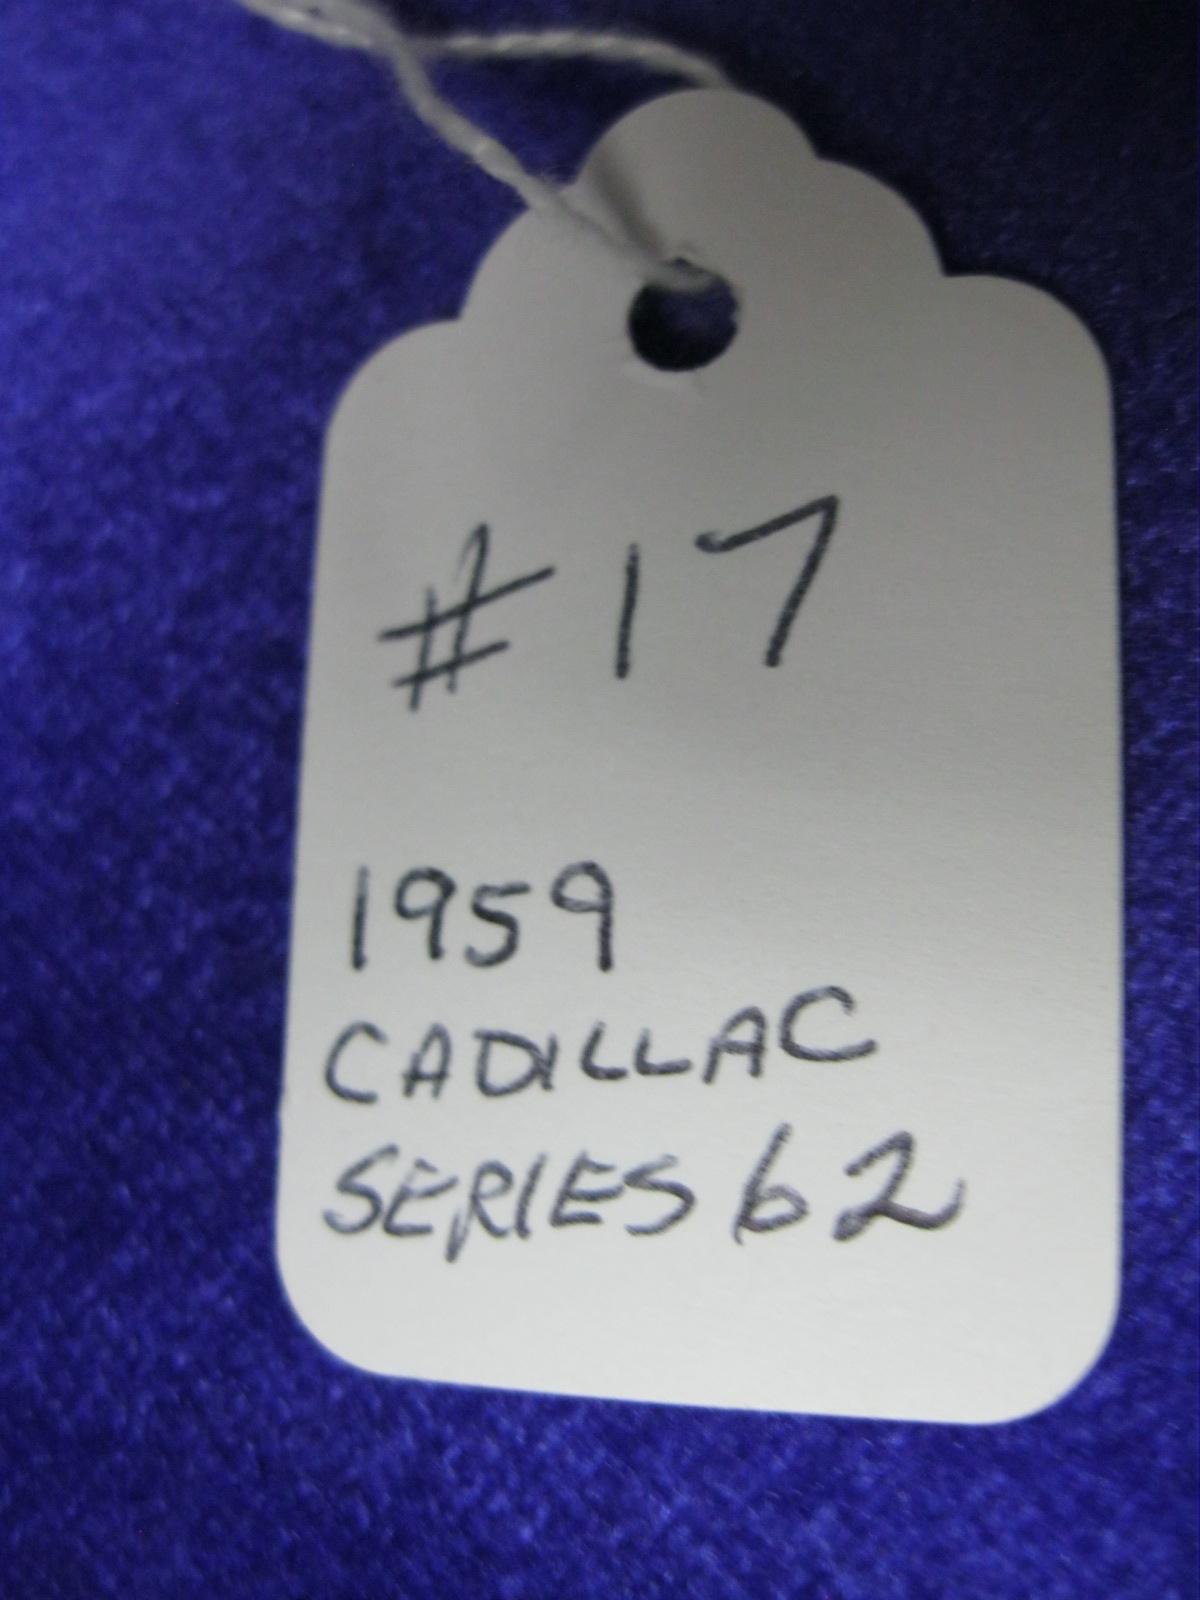 #17
1959
CADILLAC
SERIES 62